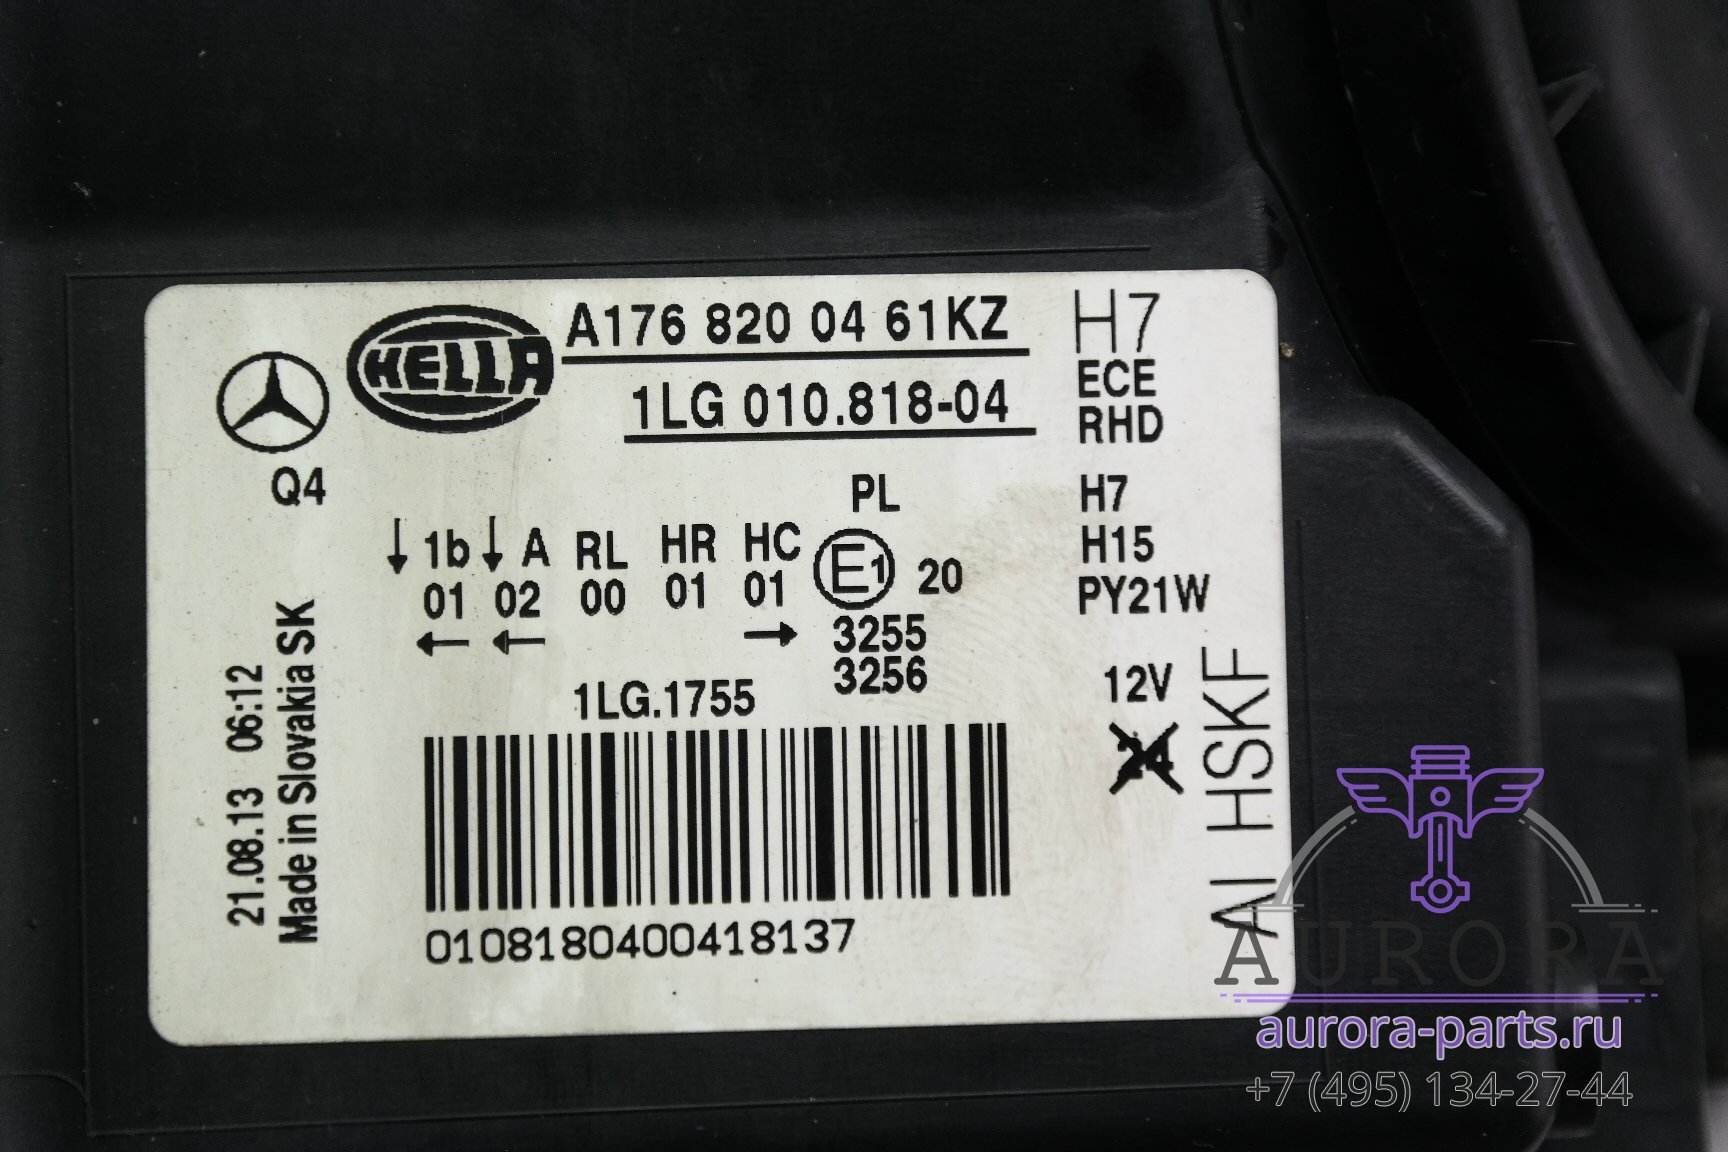 HELLA
A176 820 04 61KZ
1LG 010.818-04
H7
ECE
RHD
Q4
PL
H7
H15
PY21W
↓ 1b ↓ A RL HR HC E1 20
01 02 00 01 01
← ← →
3255
3256
1LG.1755
12V
24
AI HSKF
21.08.13 06:12
Made in Slovakia SK
0108180400418137
AURORA
aurora-parts.ru
+7 (495) 134-27-44